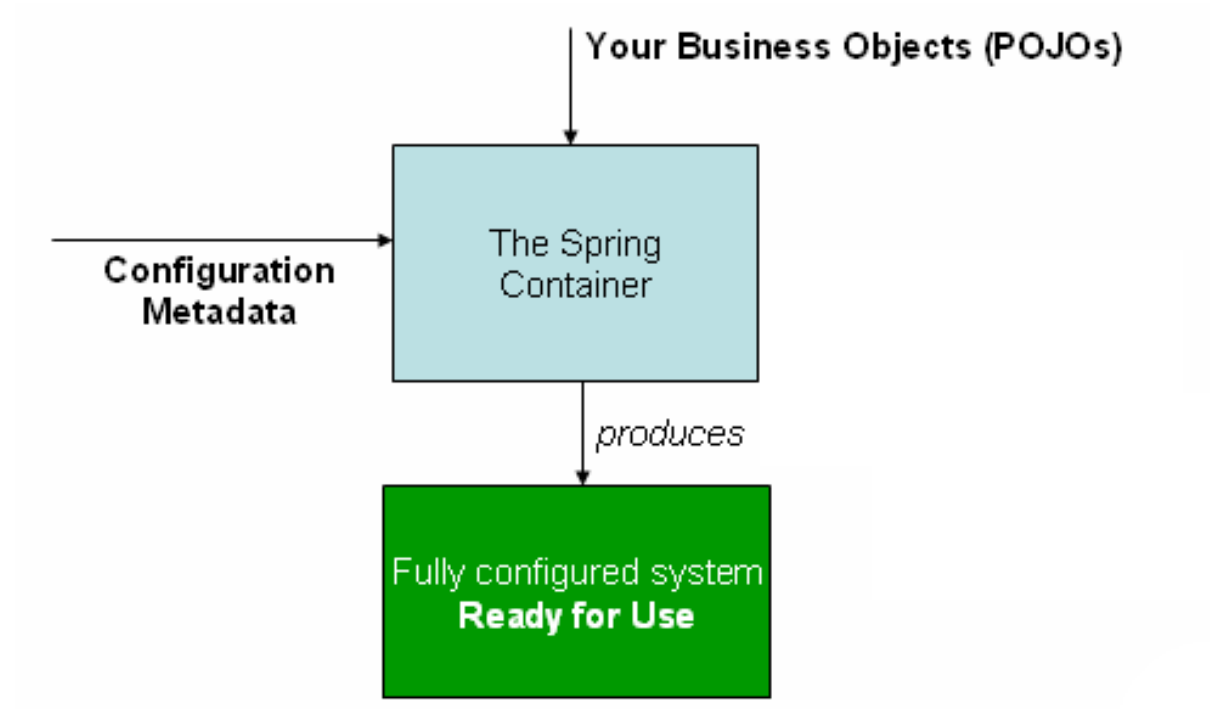 Your Business Objects (POJOs)
The Spring
Container
Configuration
Metadata
produces
Fully configured system
Ready for Use